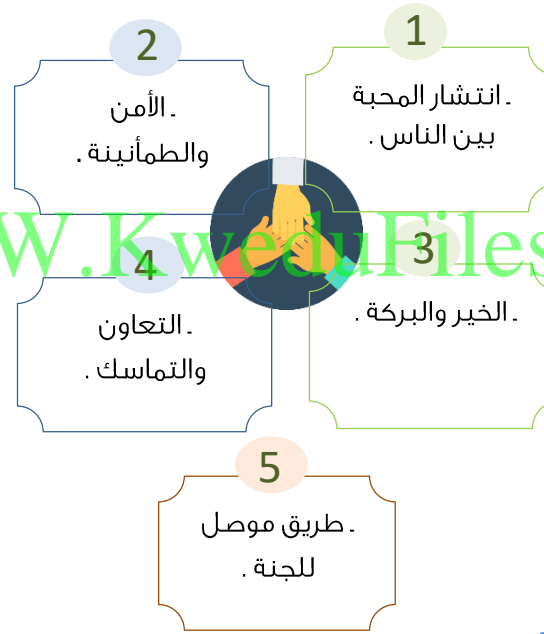 1
ـ انتشار المحبة
بين الناس .
2
ـ الأمن
والطمأنينة .
W.KweduFiles
3
ـ الخير والبركة .
4
ـ التعاون
والتماسك .
5
ـ طريق موصل
للجنة .